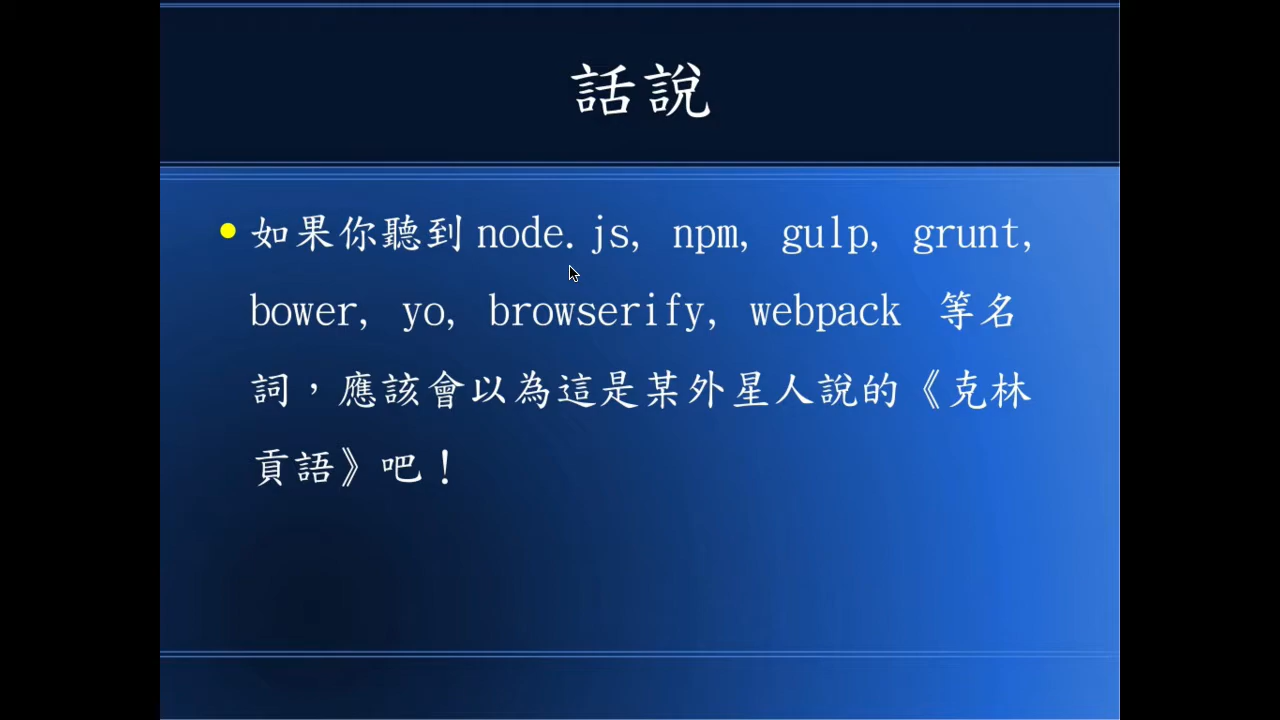 話說
如果你聽到 node.js, npm, gulp, grunt,
bower, yo, browserify, webpack 等名
詞，應該會以為這是某外星人說的《克林
貢語》吧！